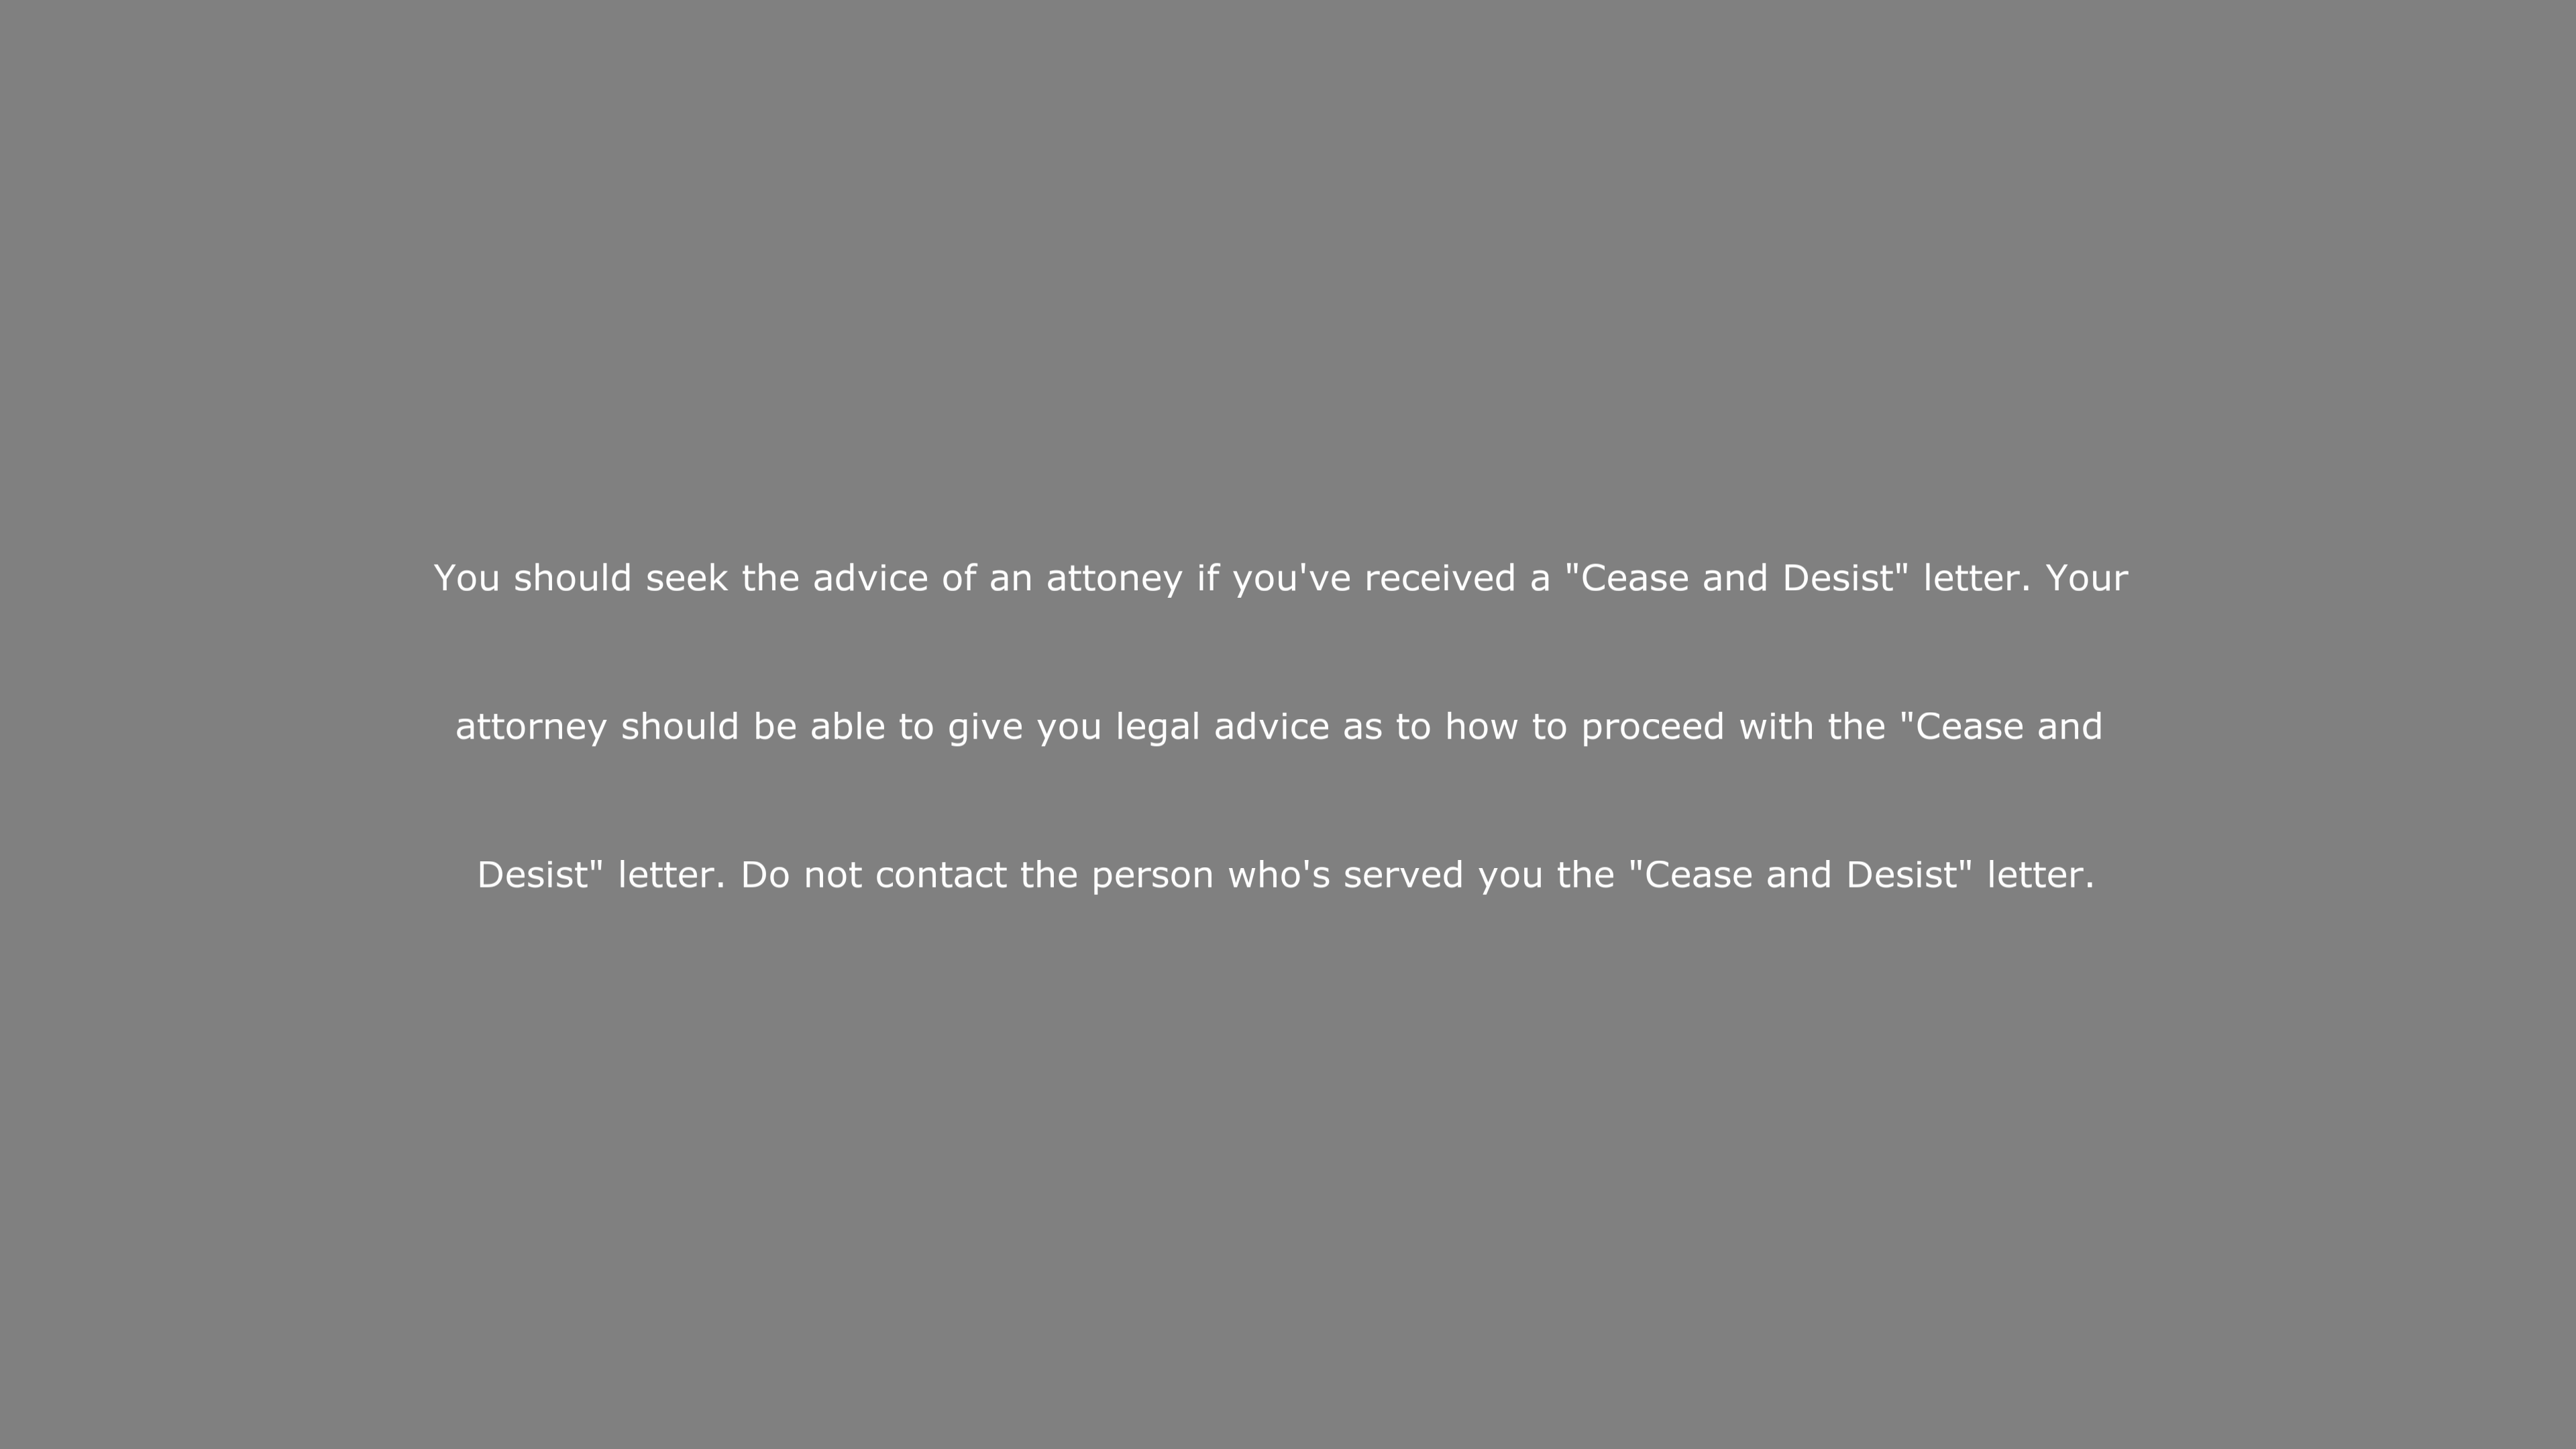 You should seek the advice of an attoney if you've received a "Cease and Desist" letter. Your
attorney should be able to give you legal advice as to how to proceed with the "Cease and
Desist" letter. Do not contact the person who's served you the "Cease and Desist" letter.